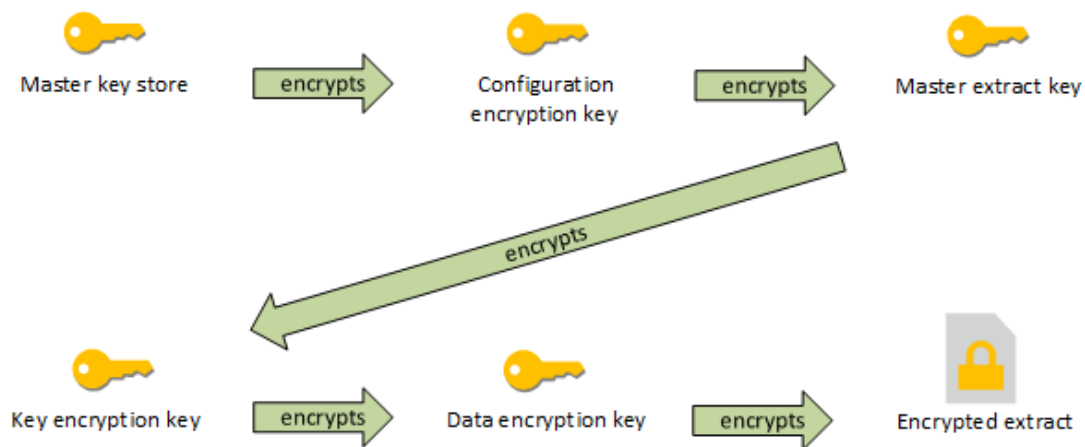 Master key store
encrypts
Configuration
encryption key
encrypts
Master extract key
encrypts
Key encryption key
encrypts
Data encryption key
encrypts
Encrypted extract